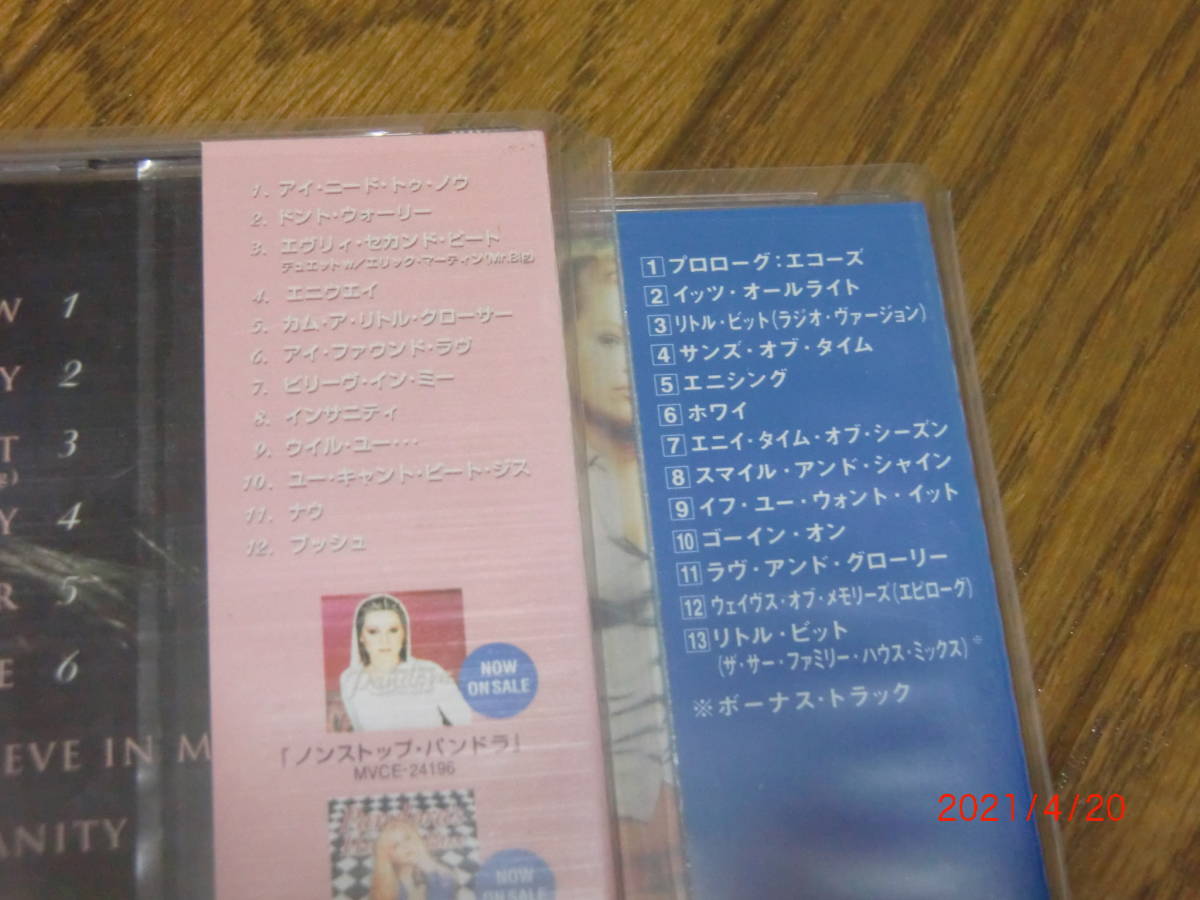 W 1
Y 2
T 3
Y 4
R 5
E 6
EVE IN M
ANITY
1. アイ・ニード・トゥ・ノウ
2. ドント・ウォーリー
3. エヴリィ・セカンド・ビート
デュエットw/エリック・マーティン(Mr.Big)
4. エニウエイ
5. カム・ア・リトル・クローサー
6. アイ・ファウンド・ラヴ
7. ビリーヴ・イン・ミー
8. インサニティ
9. ウイル・ユー・・・
10. ユー・キャント・ビート・ジス
11. ナウ
12. プッシュ
NOW
ON SALE
「ノンストップ・パンドラ」
MVCE-24196
NOW
ON SALE
1 プロローグ:エコーズ
2 イッツ・オールライト
3 リトル・ビット(ラジオ・ヴァージョン)
4 サンズ・オブ・タイム
5 エニシング
6 ホワイ
7 エニイ・タイム・オブ・シーズン
8 スマイル・アンド・シャイン
9 イフ・ユー・ウォント・イット
10 ゴーイン・オン
11 ラヴ・アンド・グローリー
12 ウェイヴス・オブ・メモリーズ(エピローグ)
13 リトル・ビット
(ザ・サー・ファミリー・ハウス・ミックス)※
※ボーナス・トラック
2021/4/20